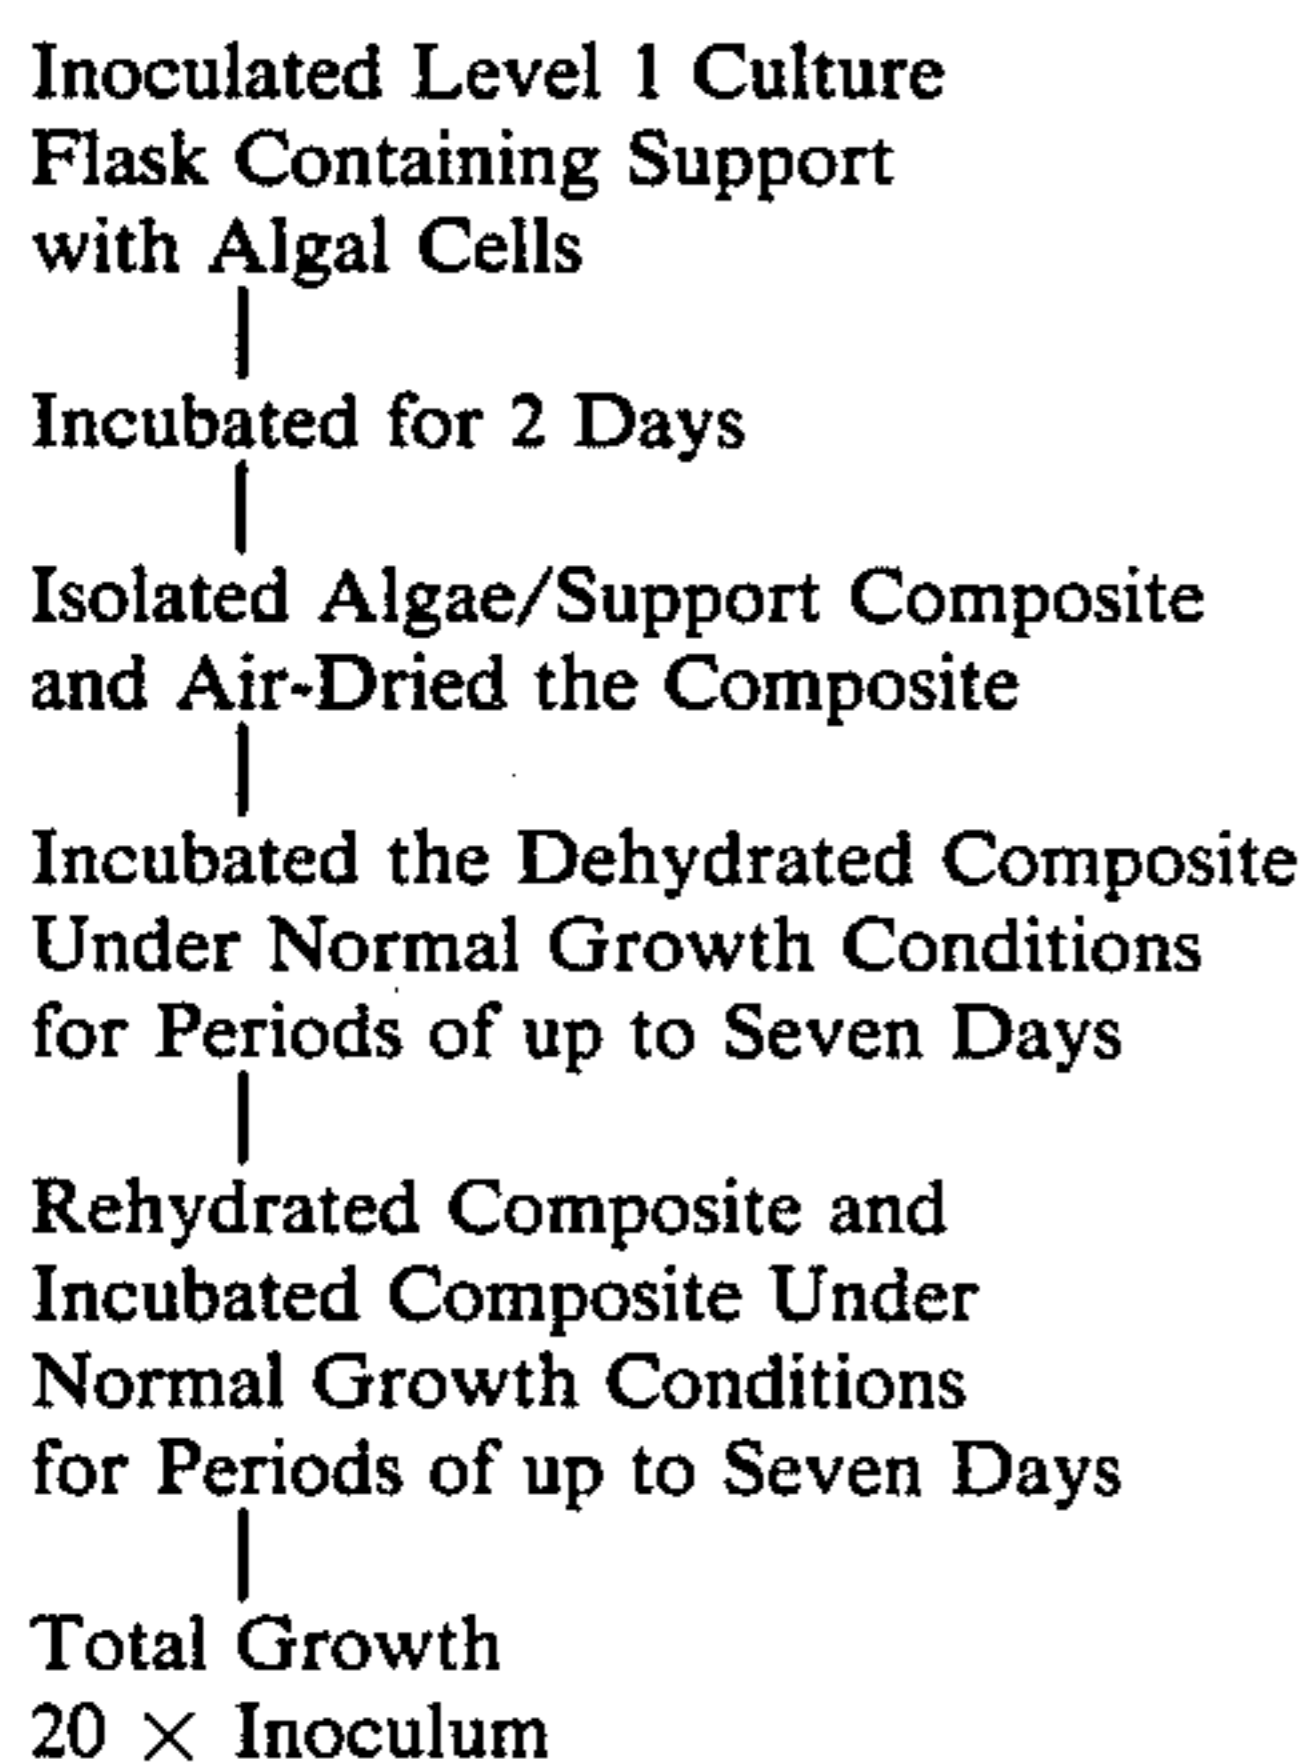 Inoculated Level 1 Culture
Flask Containing Support
with Algal Cells
Incubated for 2 Days
Isolated Algae/Support Composite
and Air-Dried the Composite
Incubated the Dehydrated Composite
Under Normal Growth Conditions
for Periods of up to Seven Days
Rehydrated Composite and
Incubated Composite Under
Normal Growth Conditions
for Periods of up to Seven Days
Total Growth
20 × Inoculum